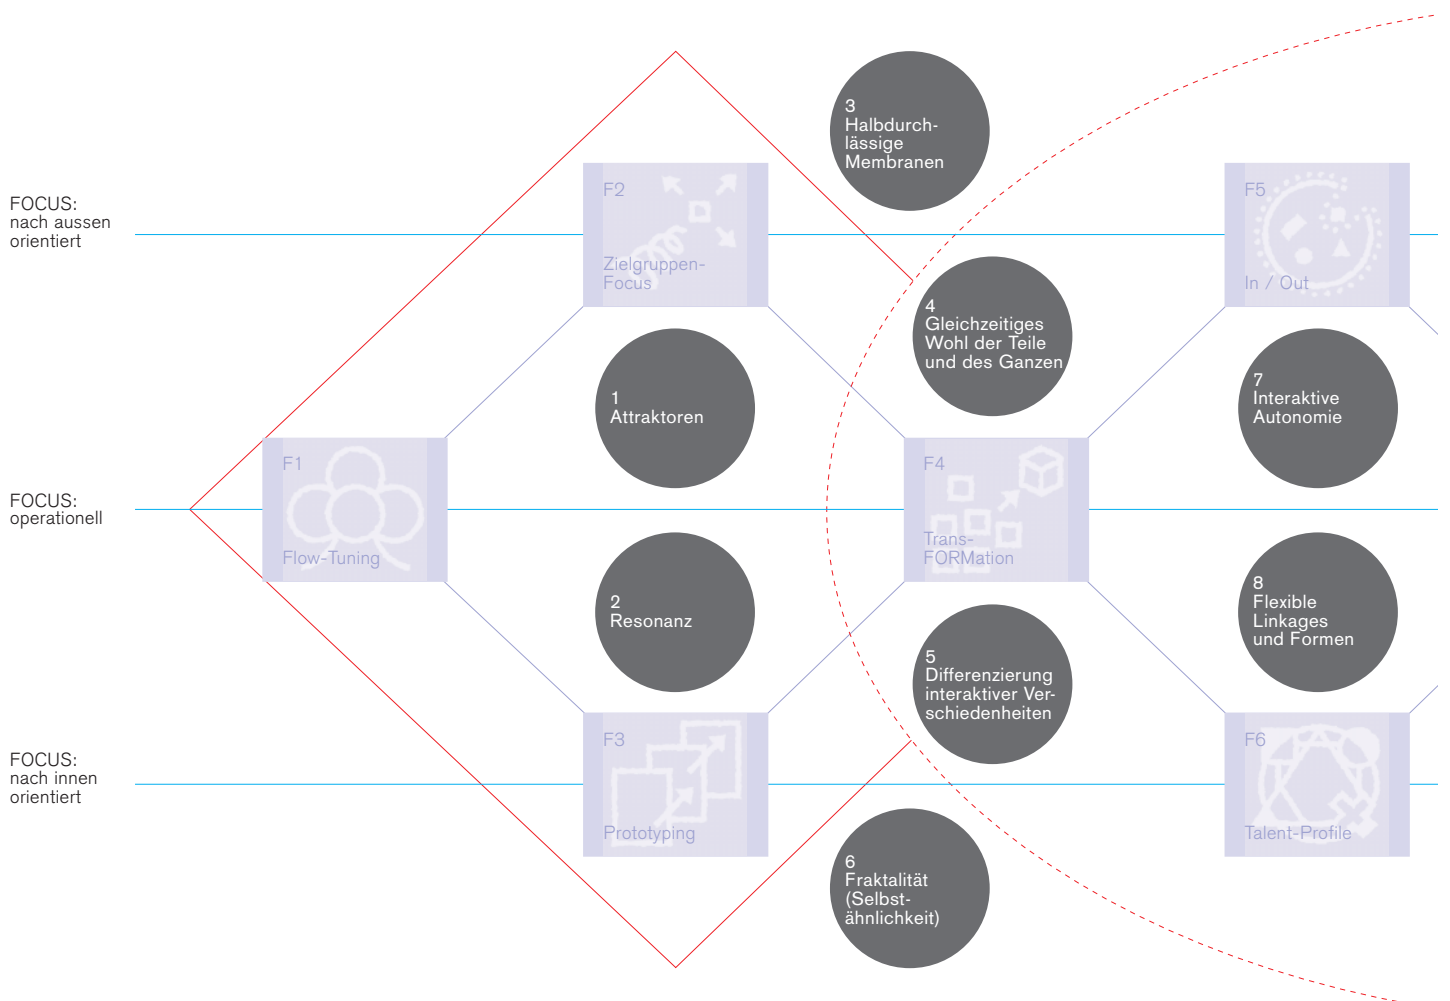 3
Halbdurch-
lässige
Membranen
FOCUS:
nach aussen
orientiert
F2
Zielgruppen-
Focus
F5
In / Out
4
Gleichzeitiges
Wohl der Teile
und des Ganzen
1
Attraktoren
7
Interaktive
Autonomie
FOCUS:
operationell
F1
Flow-Tuning
F4
Trans-
FORMation
2
Resonanz
8
Flexible
Linkages
und Formen
5
Differenzierung
interaktiver Ver-
schiedenheiten
FOCUS:
nach innen
orientiert
F3
Prototyping
F6
Talent-Profile
6
Fraktalität
(Selbst-
ähnlichkeit)